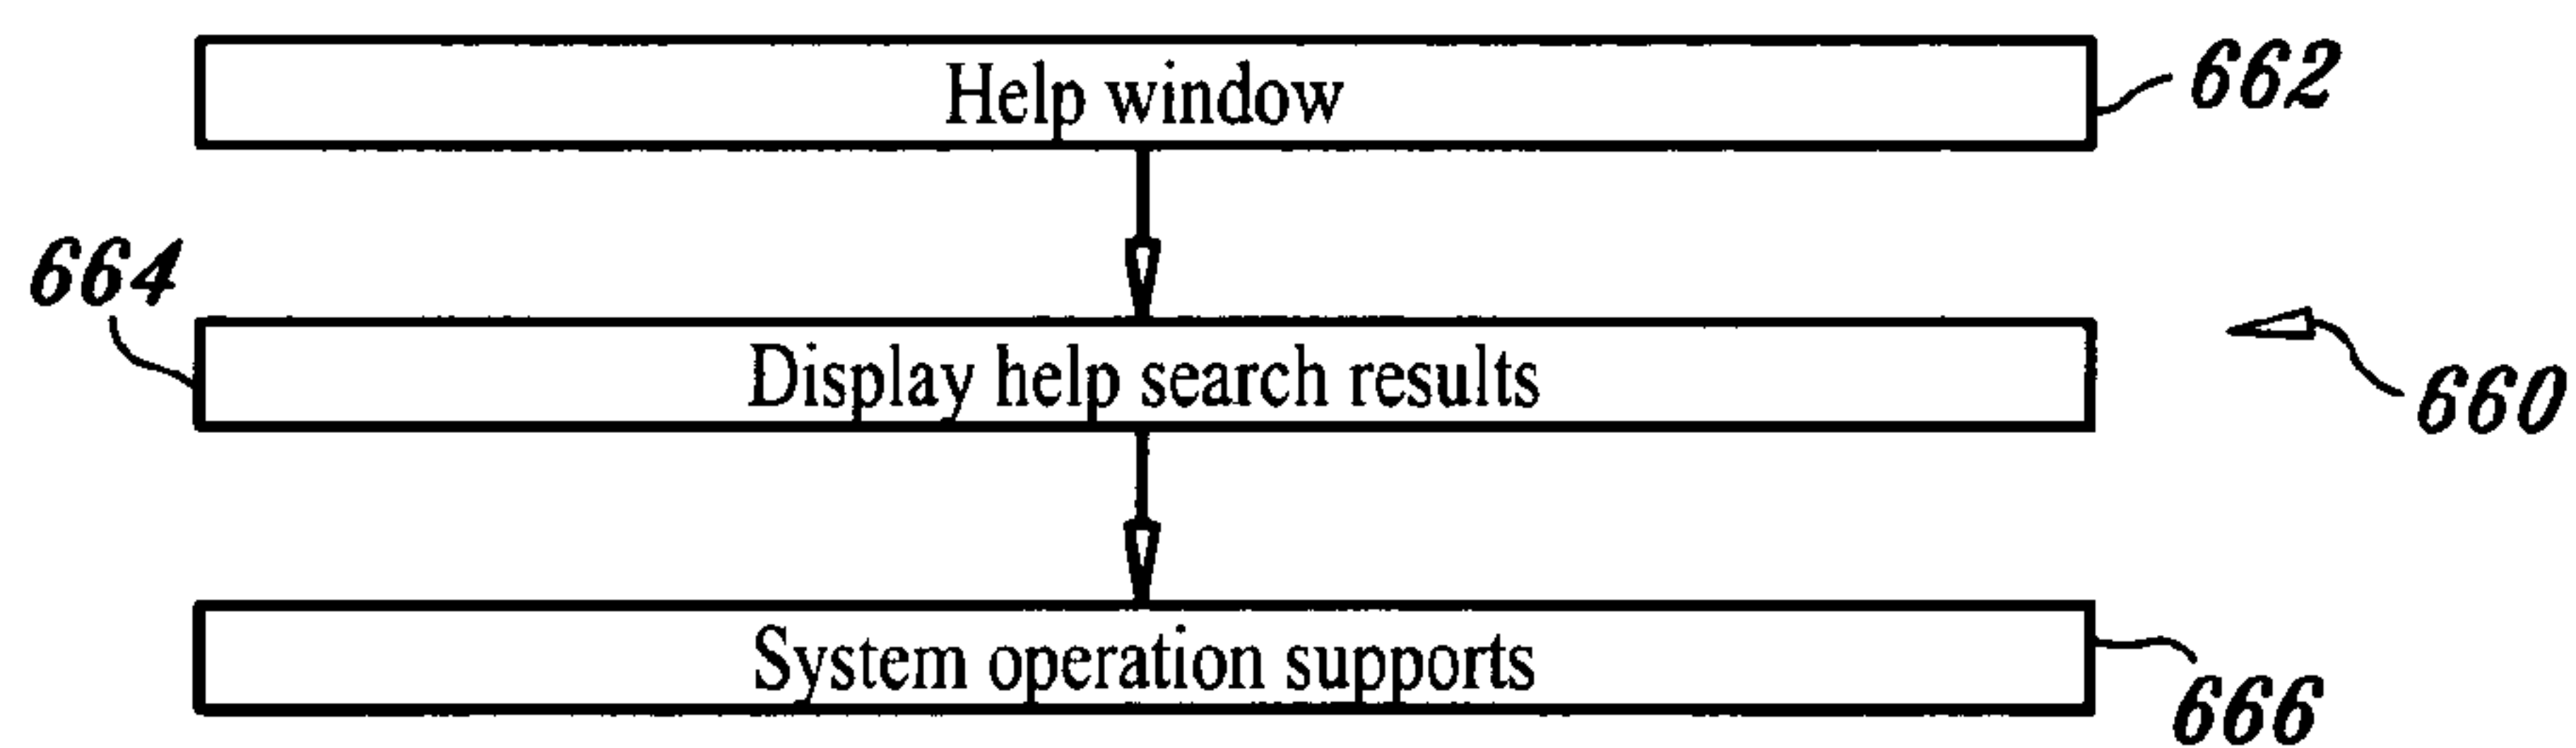 Help window
662
664
Display help search results
660
System operation supports
666